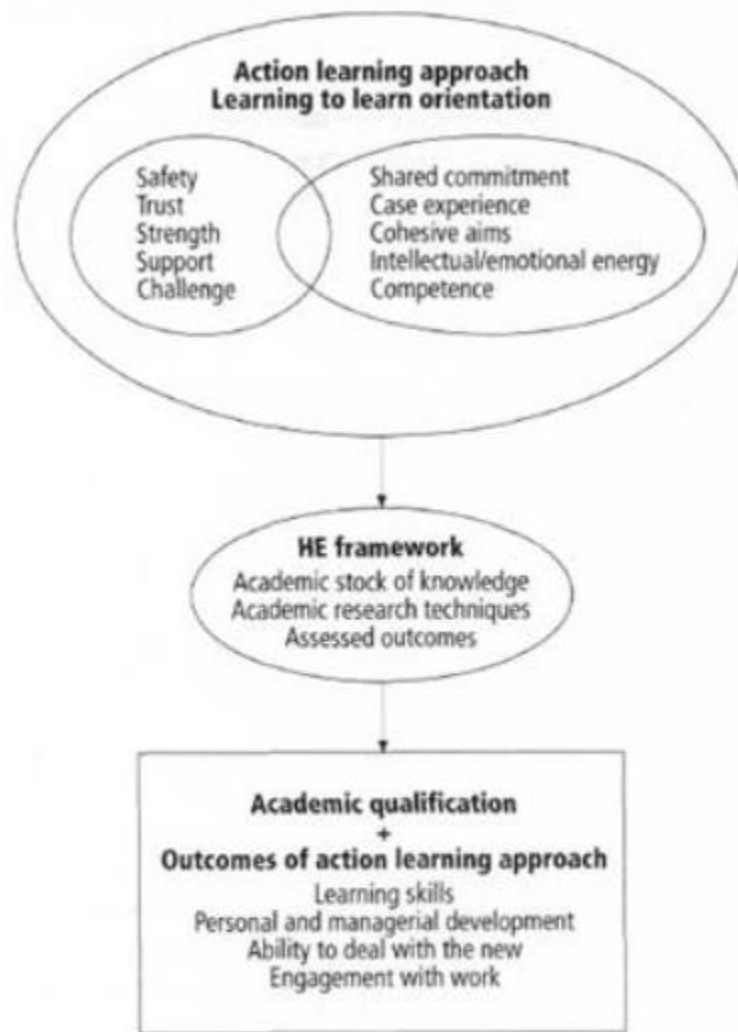 Action learning approach
Learning to learn orientation
Safety
Trust
Strength
Support
Challenge
Shared commitment
Case experience
Cohesive aims
Intellectual/emotional energy
Competence
HE framework
Academic stock of knowledge
Academic research techniques
Assessed outcomes
Academic qualification
+
Outcomes of action learning approach
Learning skills
Personal and managerial development
Ability to deal with the new
Engagement with work